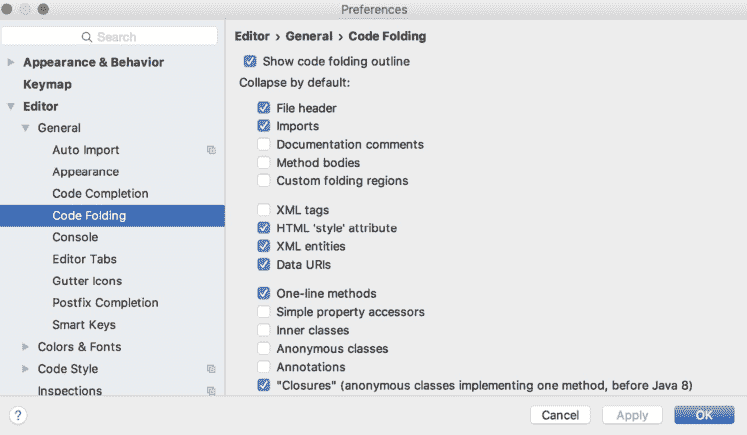 Preferences
Search
Appearance & Behavior
Keymap
Editor
General
Auto Import
Appearance
Code Completion
Code Folding
Console
Editor Tabs
Gutter Icons
Postfix Completion
Smart Keys
Colors & Fonts
Code Style
Inspections
Editor › General › Code Folding
Show code folding outline
Collapse by default:
File header
Imports
Documentation comments
Method bodies
Custom folding regions
XML tags
HTML 'style' attribute
XML entities
Data URIs
One-line methods
Simple property accessors
Inner classes
Anonymous classes
Annotations
"Closures" (anonymous classes implementing one method, before Java 8)
?
Cancel
Apply
OK